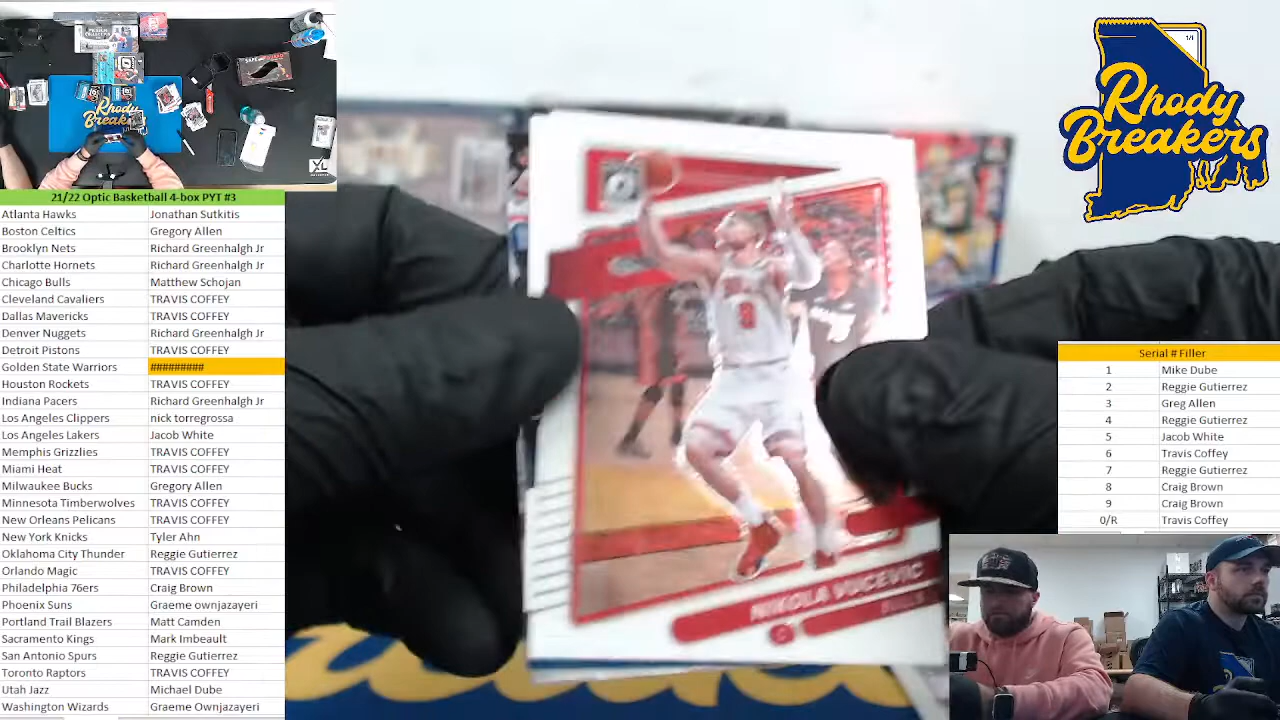 21/22 Optic Basketball 4-box PYT #3
Atlanta Hawks Jonathan Sutkitis
Boston Celtics Gregory Allen
Brooklyn Nets Richard Greenhalgh Jr
Charlotte Hornets Richard Greenhalgh Jr
Chicago Bulls Matthew Schojan
Cleveland Cavaliers TRAVIS COFFEY
Dallas Mavericks TRAVIS COFFEY
Denver Nuggets Richard Greenhalgh Jr
Detroit Pistons TRAVIS COFFEY
Golden State Warriors #########
Houston Rockets TRAVIS COFFEY
Indiana Pacers Richard Greenhalgh Jr
Los Angeles Clippers nick torregrossa
Los Angeles Lakers Jacob White
Memphis Grizzlies TRAVIS COFFEY
Miami Heat TRAVIS COFFEY
Milwaukee Bucks Gregory Allen
Minnesota Timberwolves TRAVIS COFFEY
New Orleans Pelicans TRAVIS COFFEY
New York Knicks Tyler Ahn
Oklahoma City Thunder Reggie Gutierrez
Orlando Magic TRAVIS COFFEY
Philadelphia 76ers Craig Brown
Phoenix Suns Graeme ownjazayeri
Portland Trail Blazers Matt Camden
Sacramento Kings Mark Imbeault
San Antonio Spurs Reggie Gutierrez
Toronto Raptors TRAVIS COFFEY
Utah Jazz Michael Dube
Washington Wizards Graeme Ownjazayeri
Rhody
Breakers
XL
8
NIKOLA VUCEVIC
C
1/1
Rhody
Breakers
Serial # Filler
1 Mike Dube
2 Reggie Gutierrez
3 Greg Allen
4 Reggie Gutierrez
5 Jacob White
6 Travis Coffey
7 Reggie Gutierrez
8 Craig Brown
9 Craig Brown
0/R Travis Coffey